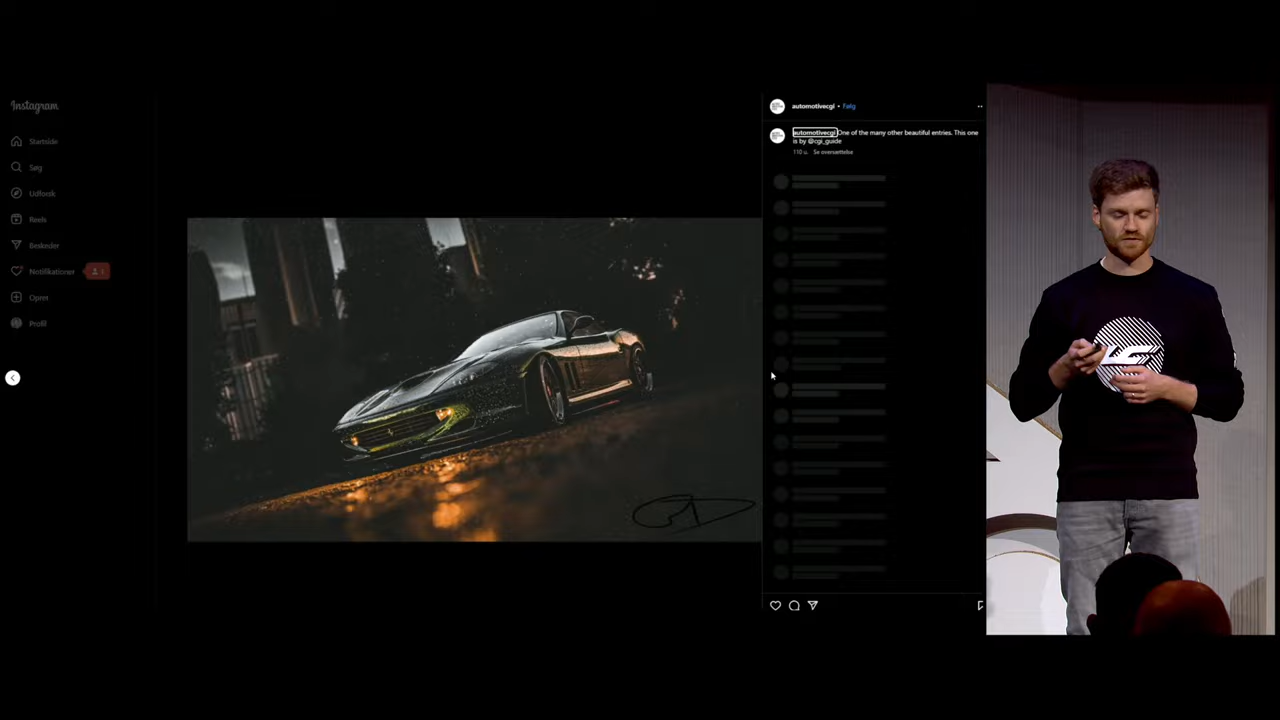 Instagram
Startside
Søg
Udforsk
Reels
Beskeder
Notifikationer
Opret
Profil
automotivecgi • Følg
automotivecgi One of the many other beautiful entries. This one
is by @cgi_guide
110 u. Se oversættelse